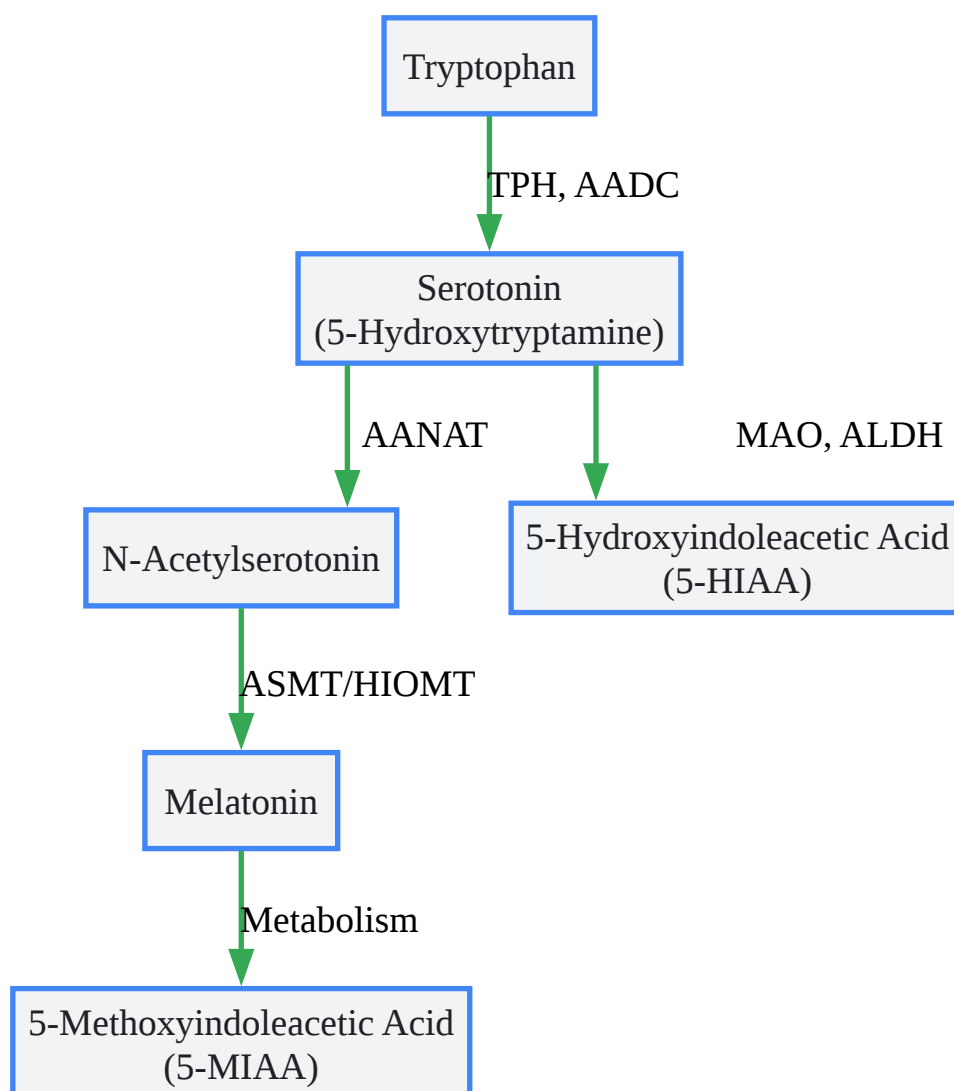 Tryptophan
TPH, AADC
Serotonin
(5-Hydroxytryptamine)
AANAT
MAO, ALDH
N-Acetylserotonin
5-Hydroxyindoleacetic Acid
(5-HIAA)
ASMT/HIOMT
Melatonin
Metabolism
5-Methoxyindoleacetic Acid
(5-MIAA)